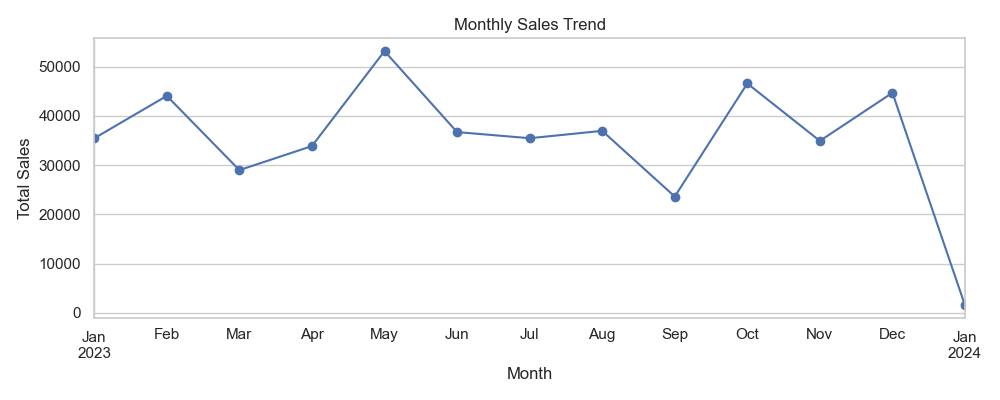 Monthly Sales Trend
Total Sales
50000
40000
30000
20000
10000
0
Jan Feb Mar Apr May Jun Jul Aug Sep Oct Nov Dec Jan
2023 2024
Month